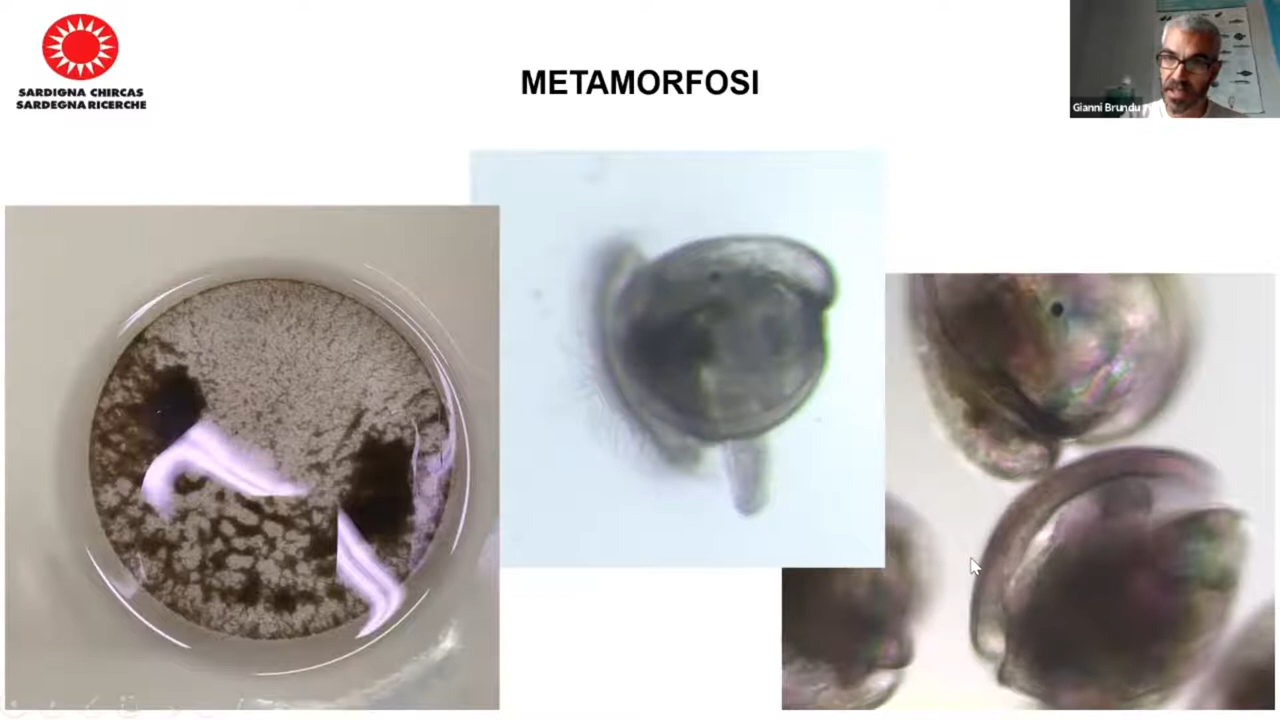 SARDIGNA CHIRCAS
SARDEGNA RICERCHE
METAMORFOSI
Gianni Brundu